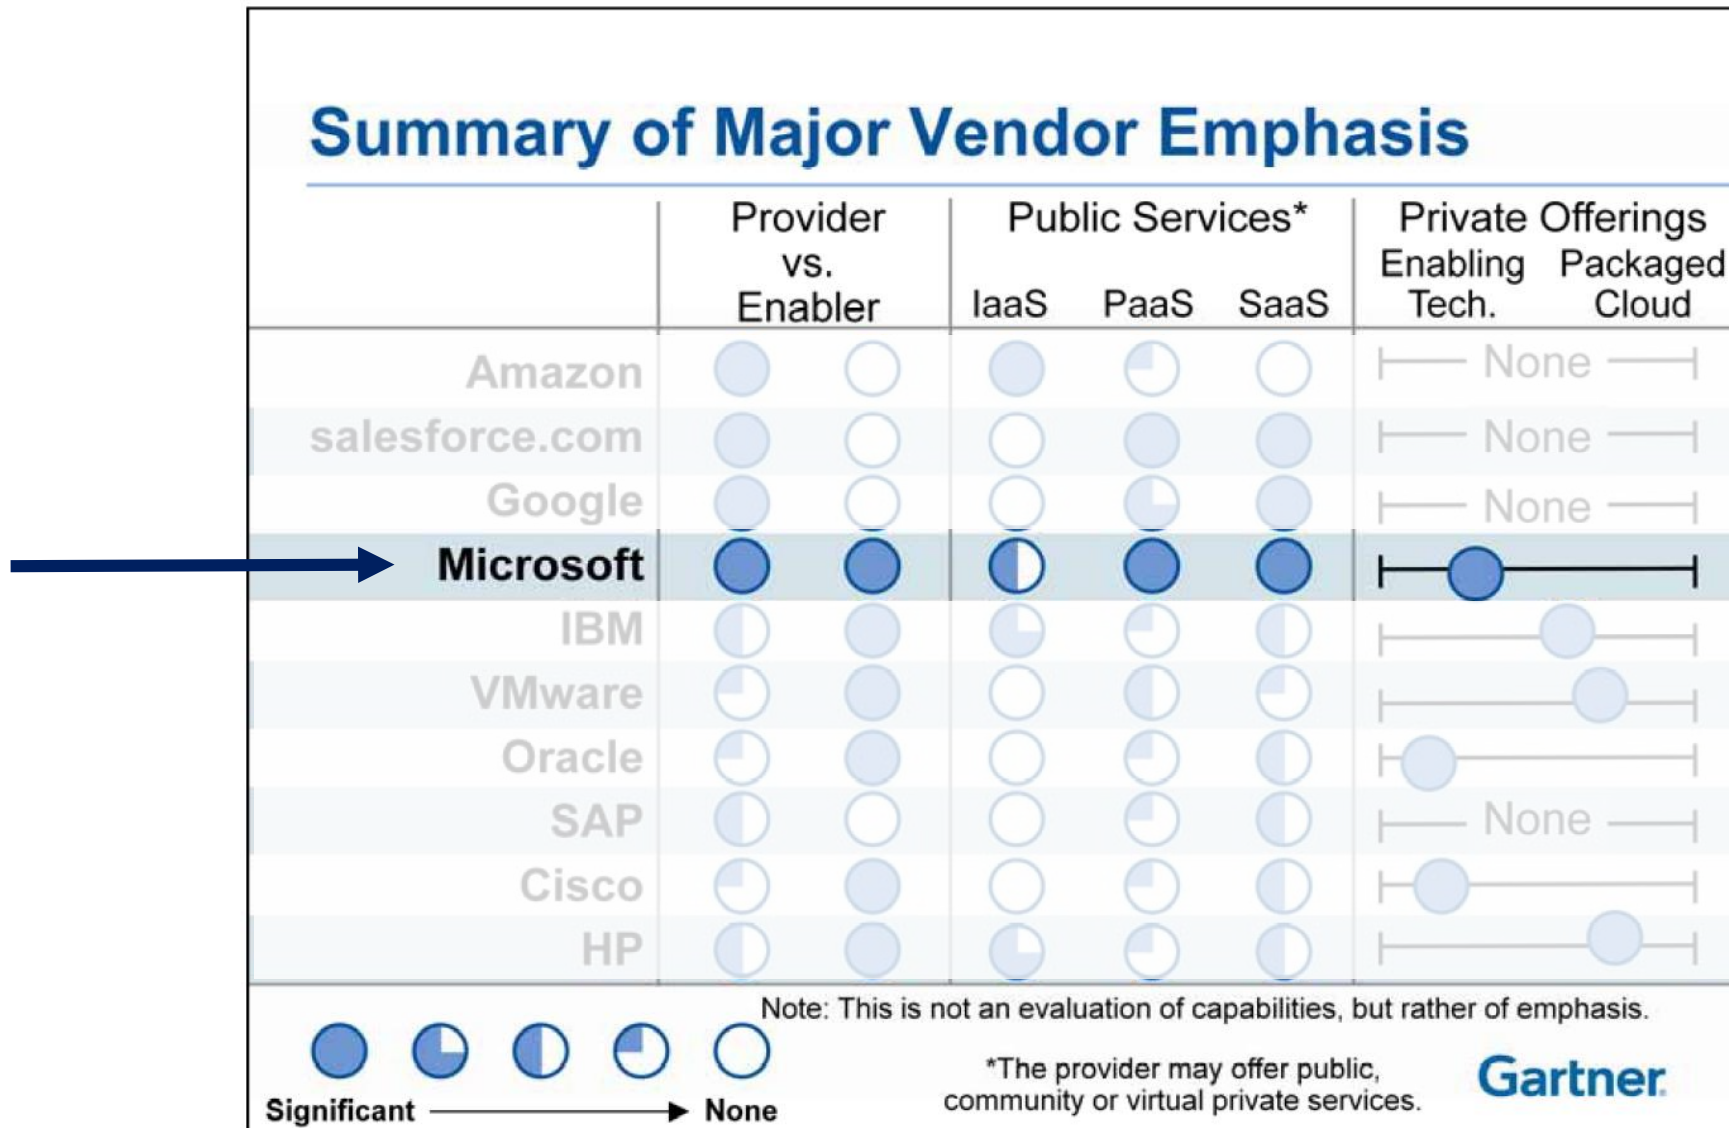 Summary of Major Vendor Emphasis
Provider
vs.
Enabler
Public Services*
IaaS PaaS SaaS
Private Offerings
Enabling Packaged
Tech. Cloud
Amazon None
salesforce.com None
Google None
Microsoft
IBM
VMware
Oracle
SAP None
Cisco
HP
Note: This is not an evaluation of capabilities, but rather of emphasis.
Significant None
*The provider may offer public,
community or virtual private services.
Gartner